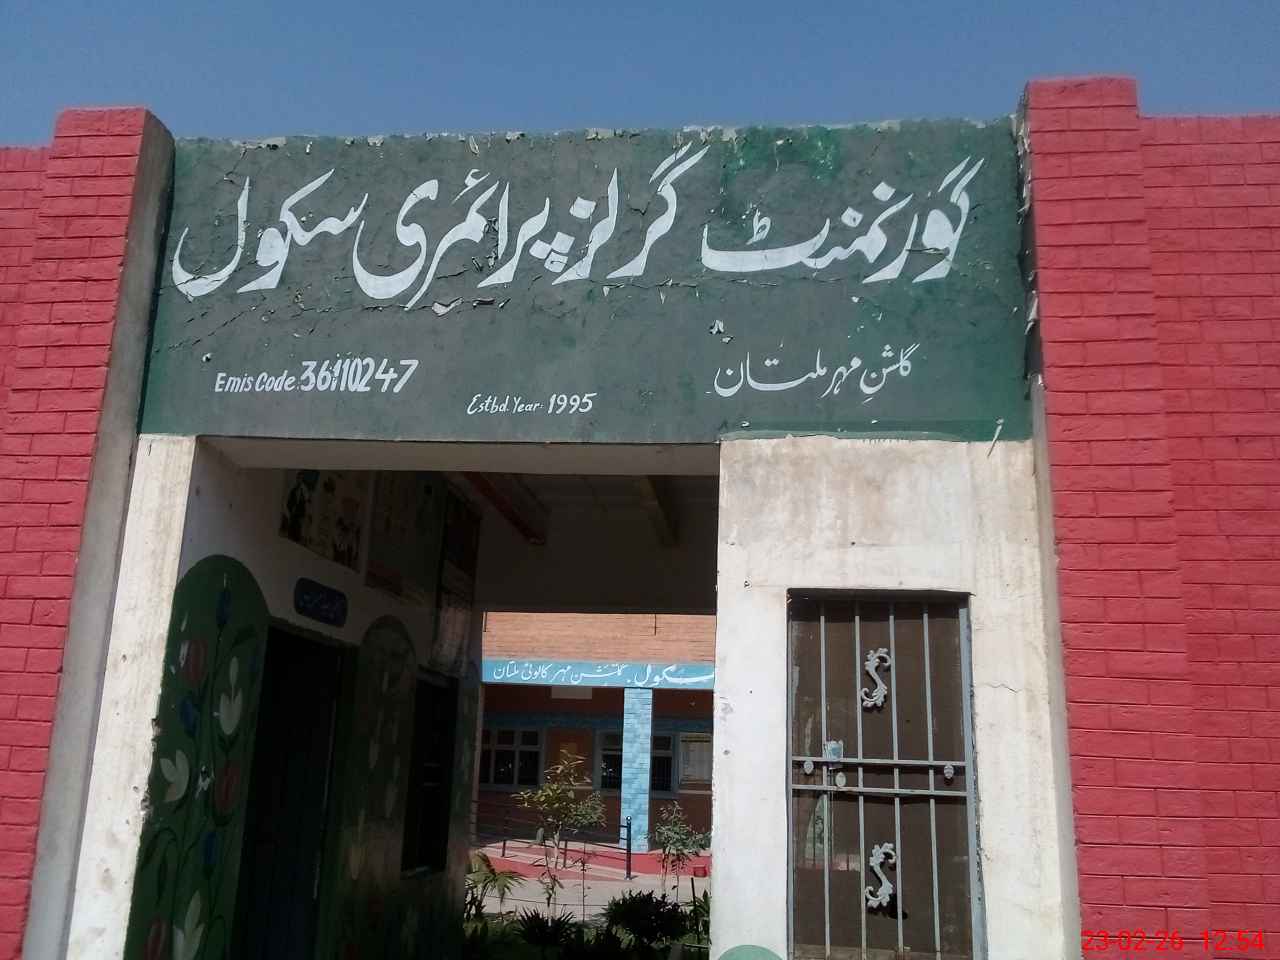 گورنمنٹ گرلز پرائمری سکول
گلشنِ مہر ملتان
Emis Code: 36110247
Estbd. Year: 1995
سکول گلشن مہر کالونی ملتان
23-02-26 12:54